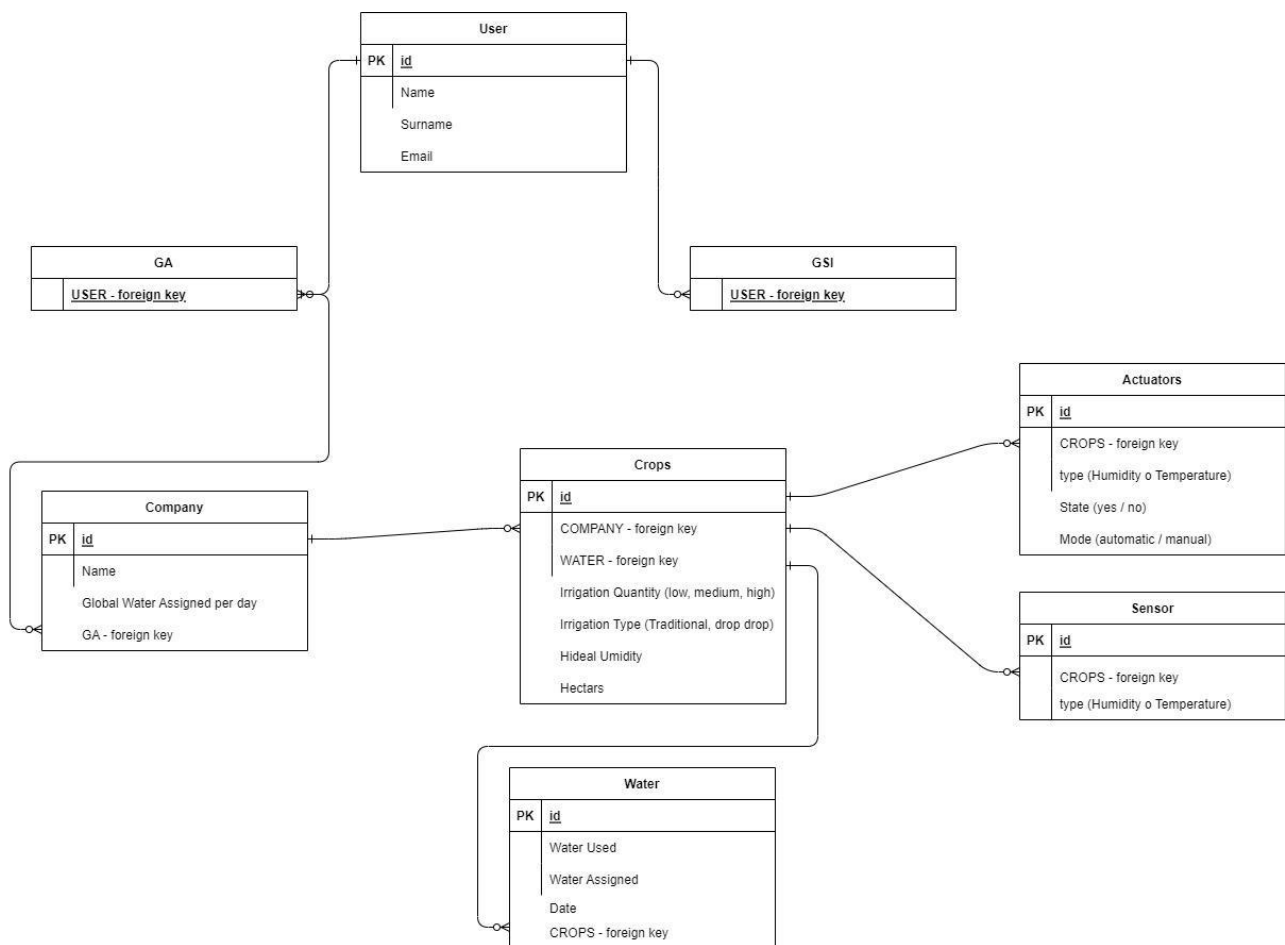 User
PK id
Name
Surname
Email
GA
USER - foreign key
GSI
USER - foreign key
Actuators
PK id
CROPS - foreign key
type (Humidity o Temperature)
State (yes / no)
Mode (automatic / manual)
Crops
PK id
COMPANY - foreign key
WATER - foreign key
Irrigation Quantity (low, medium, high)
Irrigation Type (Traditional, drop drop)
Hideal Umidity
Hectars
Company
PK id
Name
Global Water Assigned per day
GA - foreign key
Sensor
PK id
CROPS - foreign key
type (Humidity o Temperature)
Water
PK id
Water Used
Water Assigned
Date
CROPS - foreign key